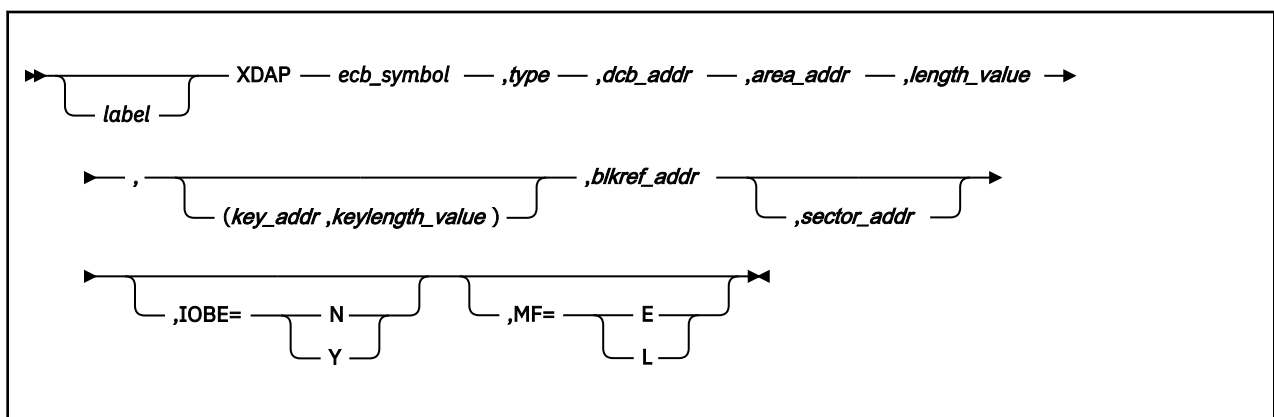 XDAP ecb_symbol ,type ,dcb_addr ,area_addr ,length_value
label
, ,blkref_addr
(key_addr ,keylength_value ) ,sector_addr
,IOBE= N ,MF= E
Y L